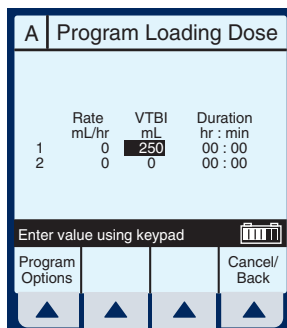 A Program Loading Dose
Rate VTBI Duration
mL/hr mL hr : min
1 0 250 00 : 00
2 0 0 00 : 00
Enter value using keypad
Program Cancel/
Options Back